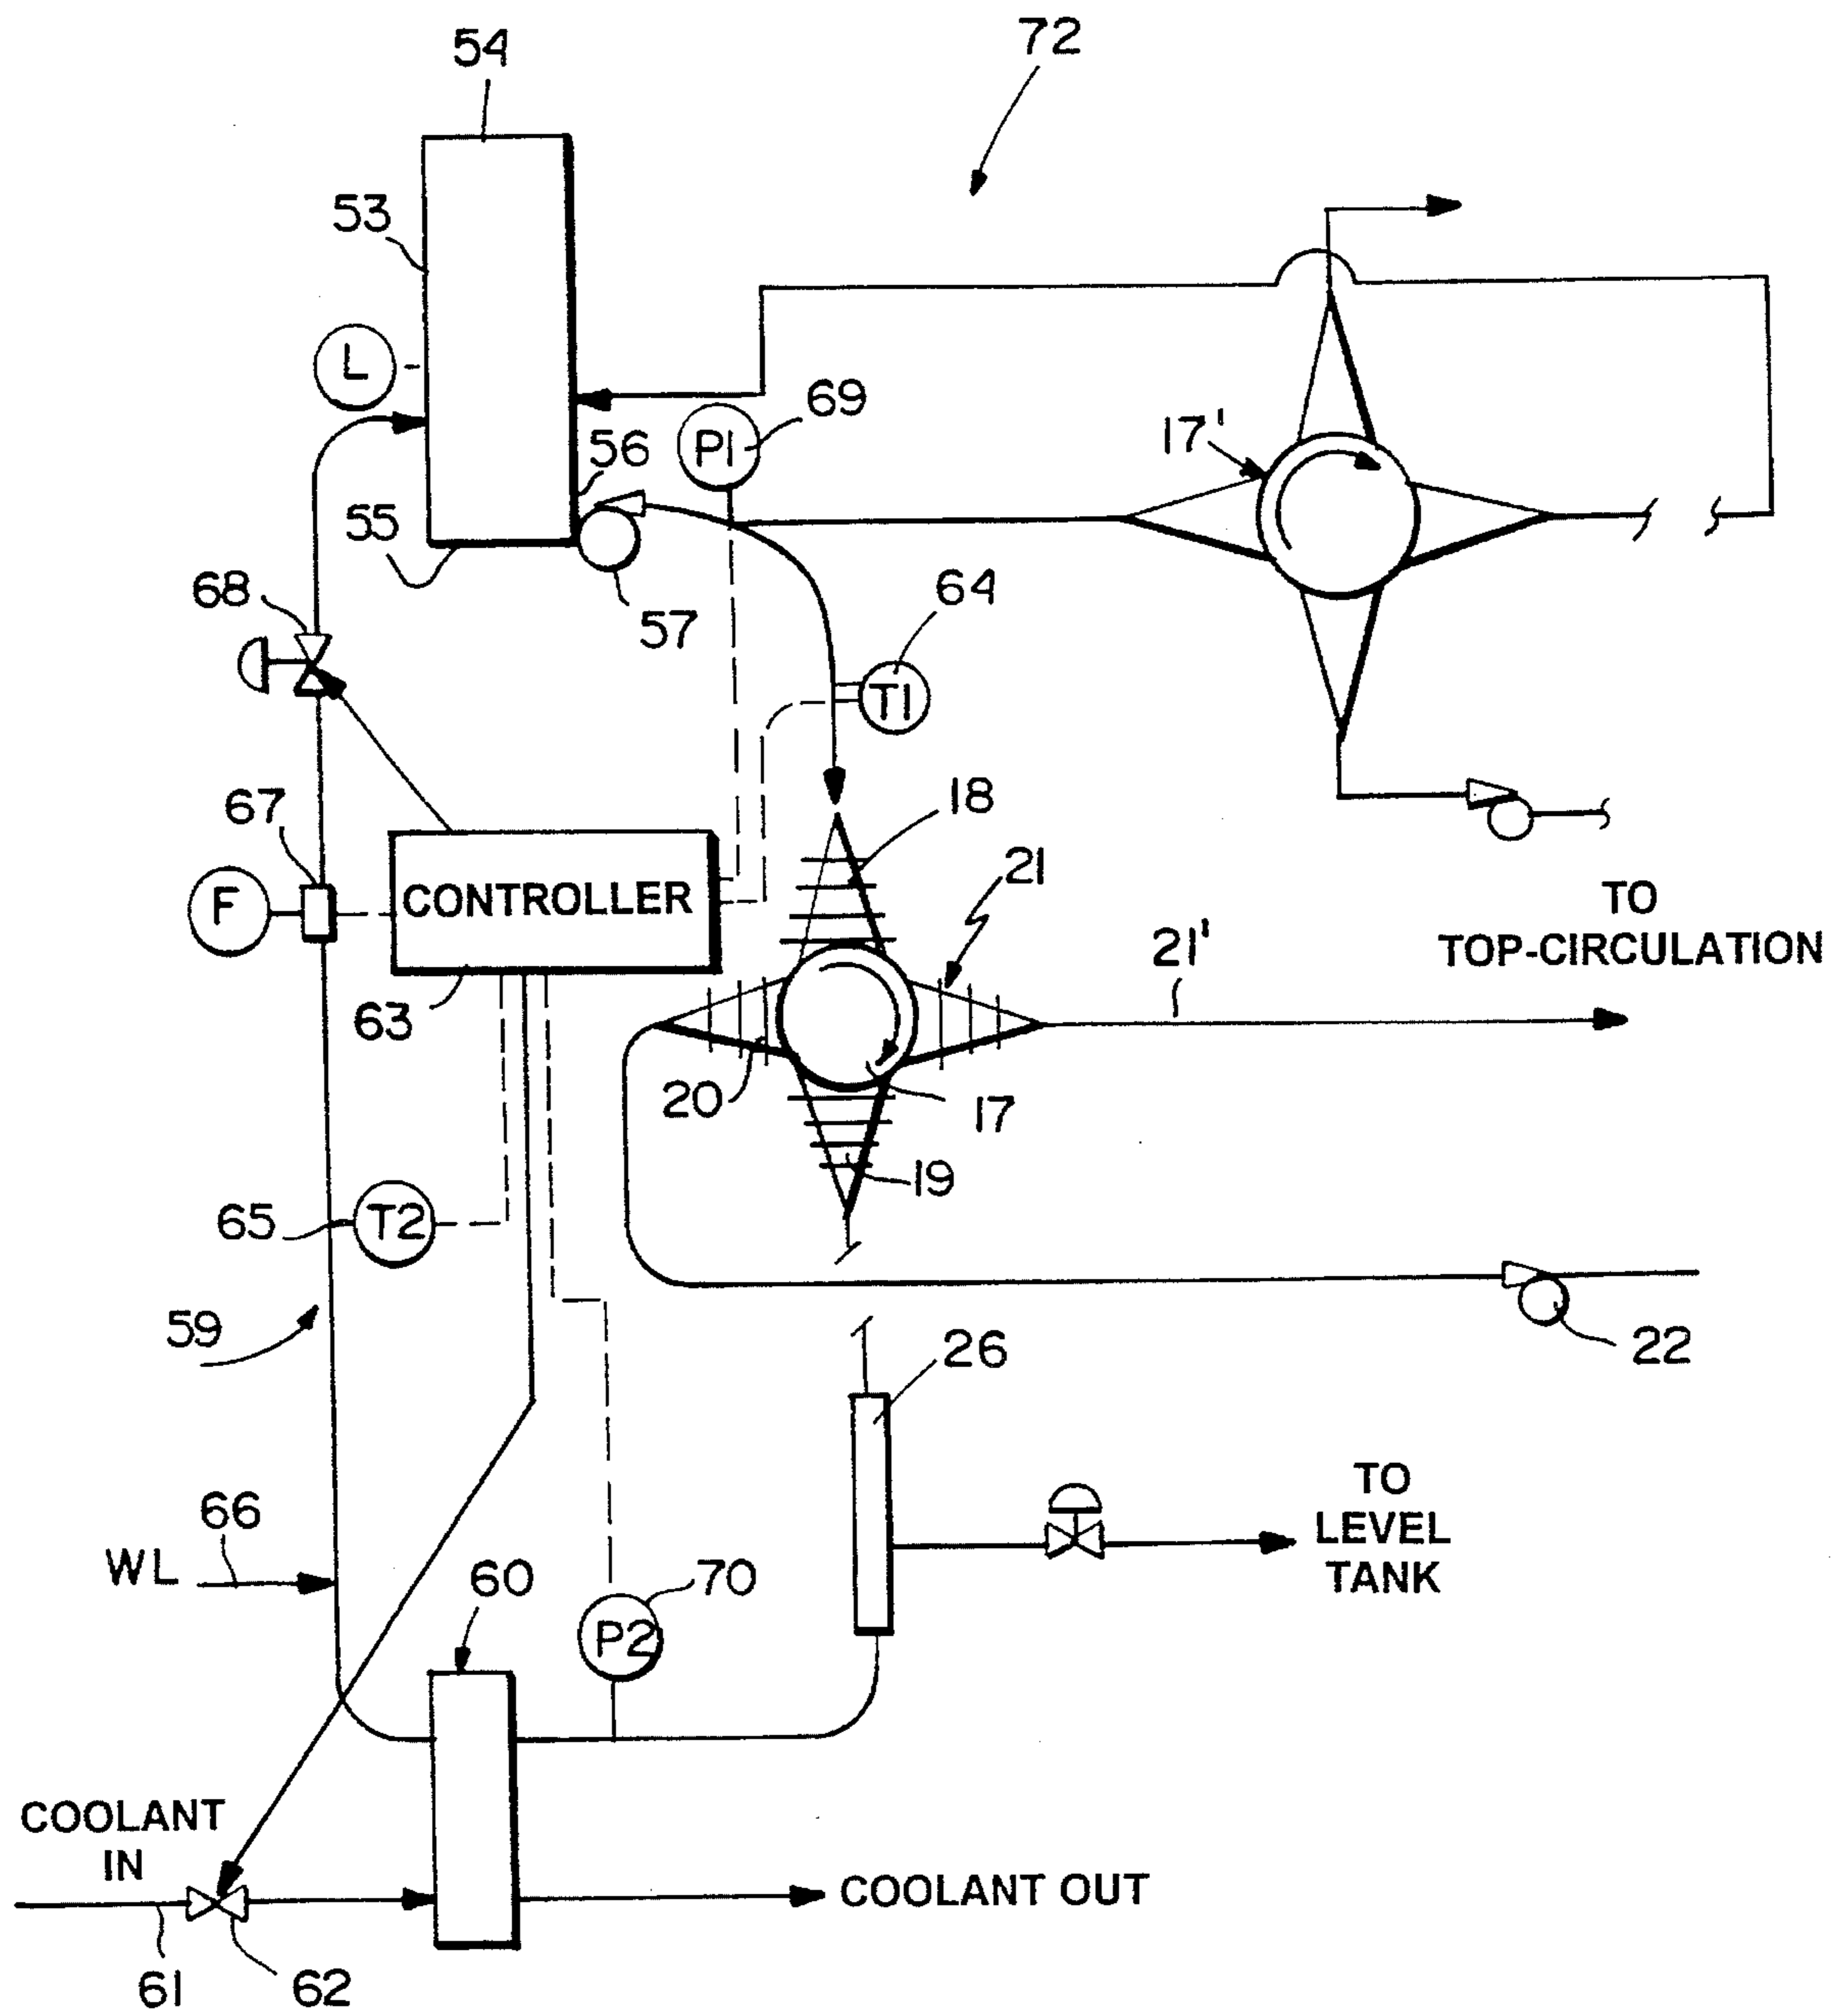 54
72
53
L
69
P1
56
17'
55
68
57
64
T1
67
18
F
CONTROLLER
21
TO
TOP-CIRCULATION
21'
63
20
17
19
65
T2
59
22
26
66
WL
60
70
P2
TO
LEVEL
TANK
COOLANT
IN
COOLANT OUT
61
62